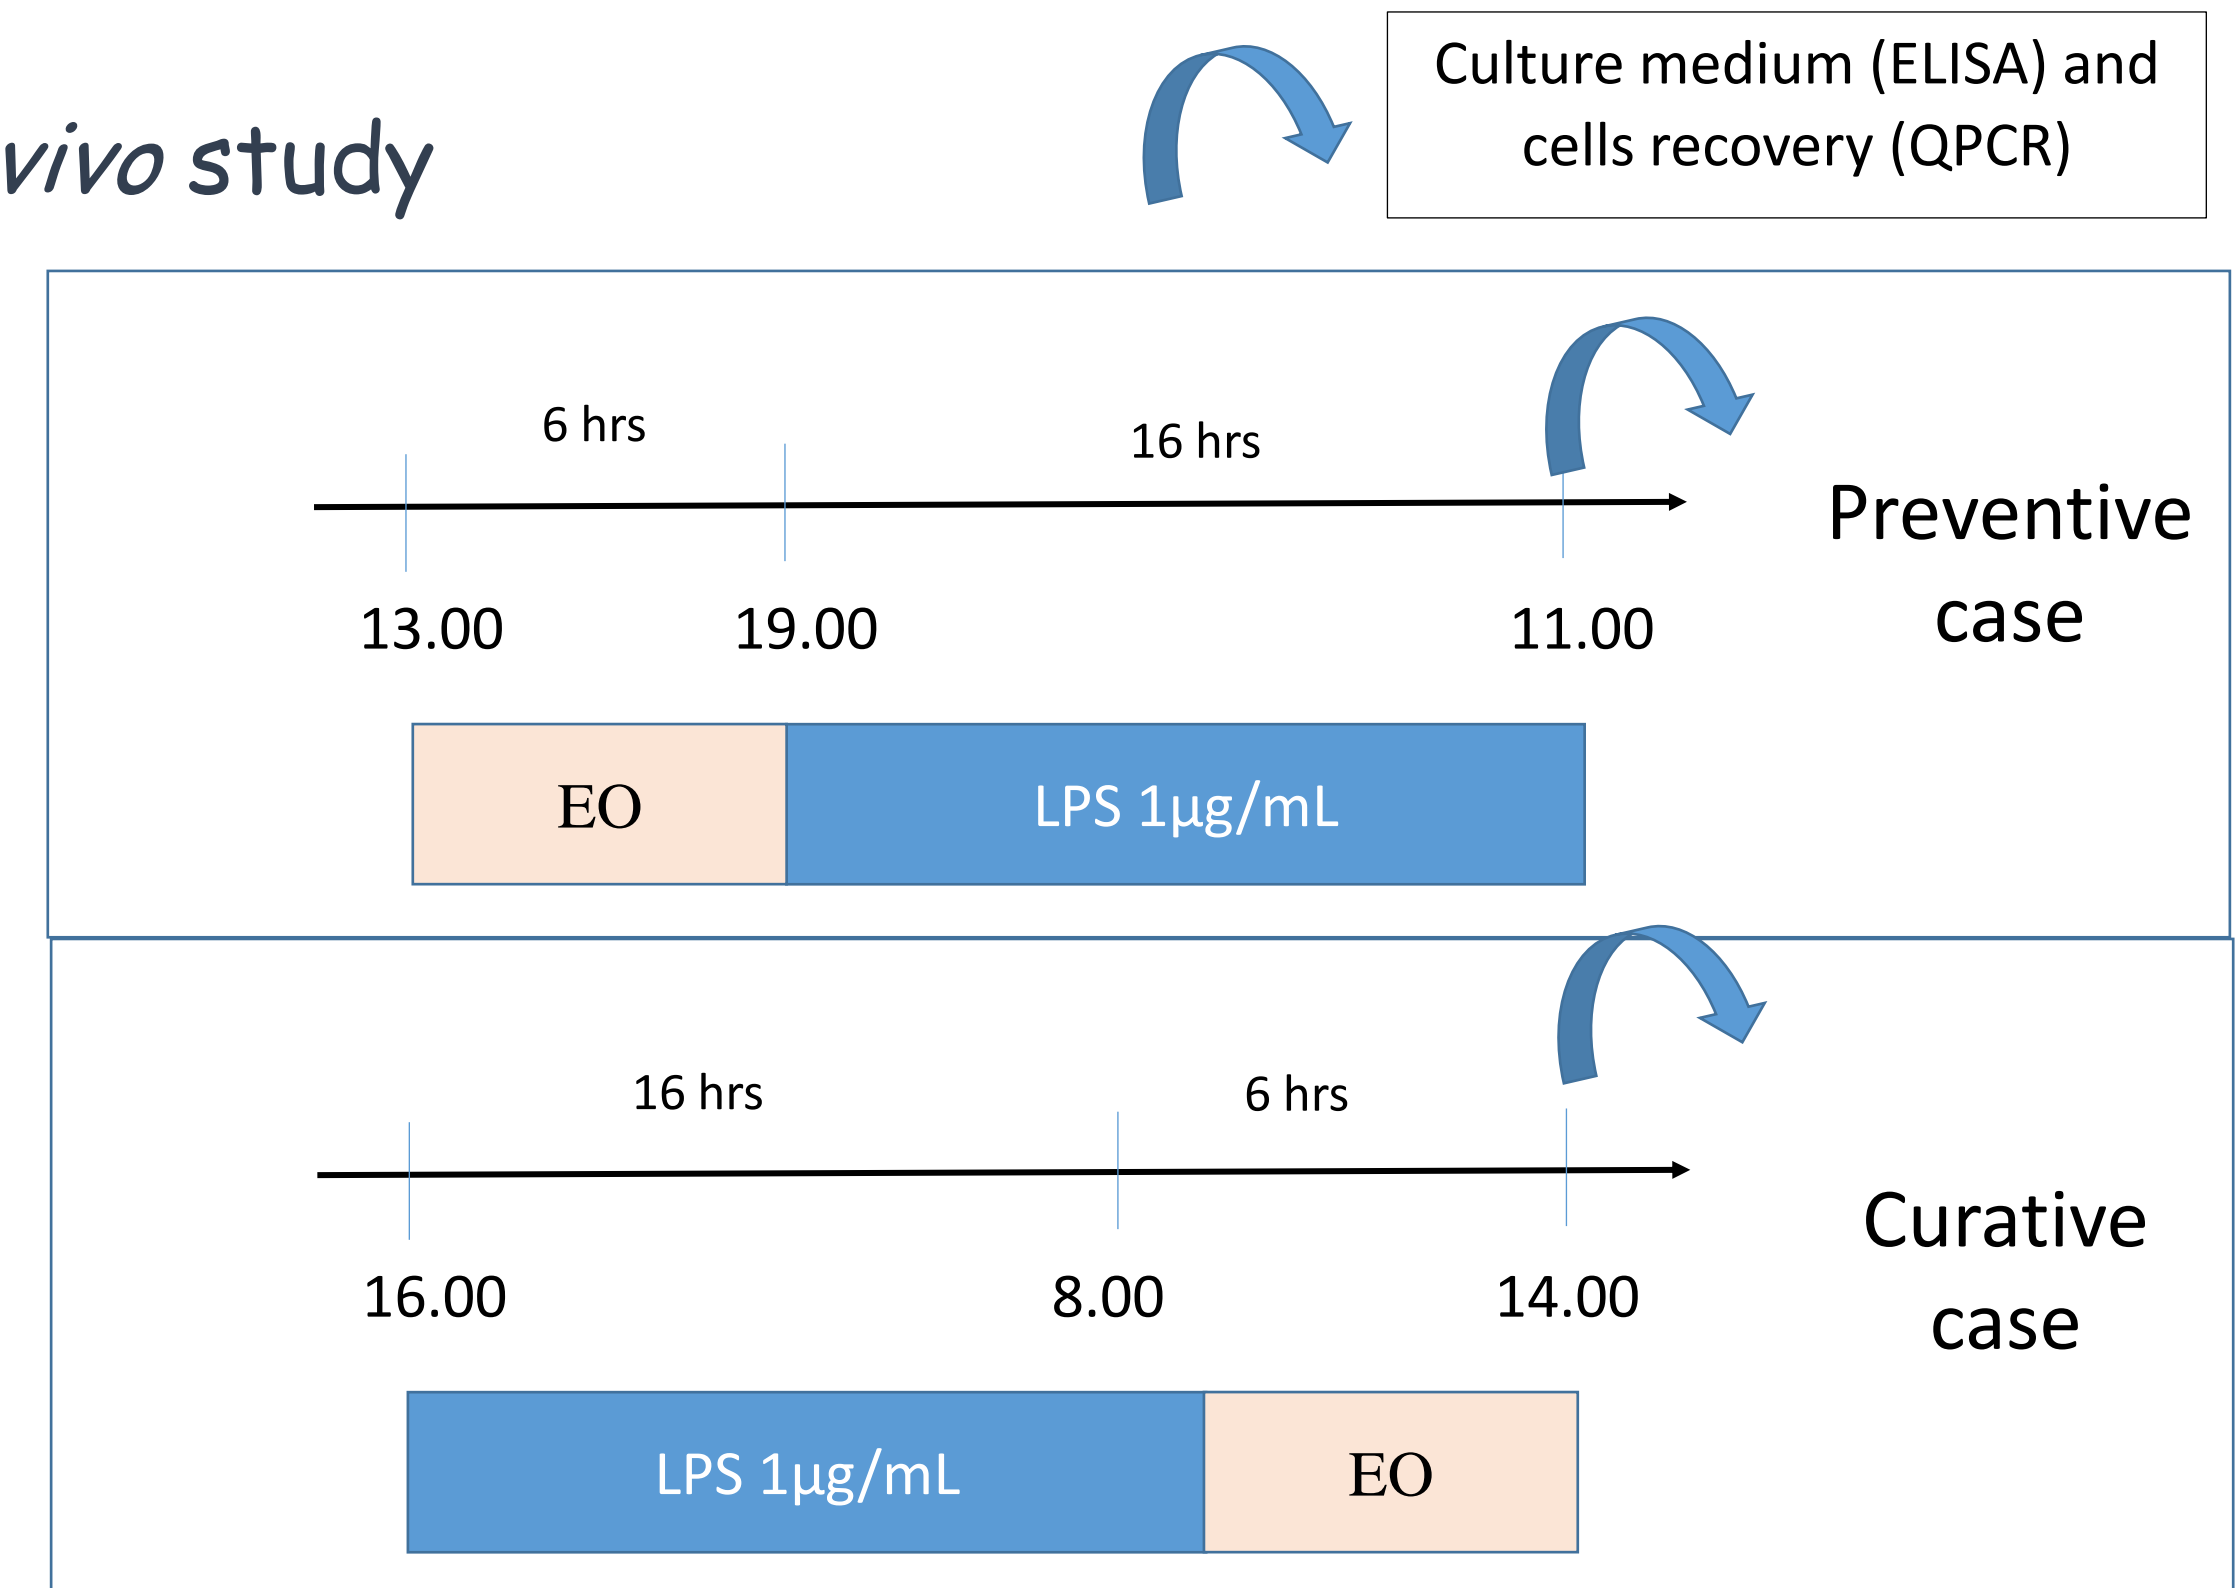 Culture medium (ELISA) and
cells recovery (QPCR)
vivo study
6 hrs
16 hrs
13.00
19.00
11.00
Preventive
case
EO
LPS 1µg/mL
16 hrs
6 hrs
16.00
8.00
14.00
Curative
case
LPS 1µg/mL
EO